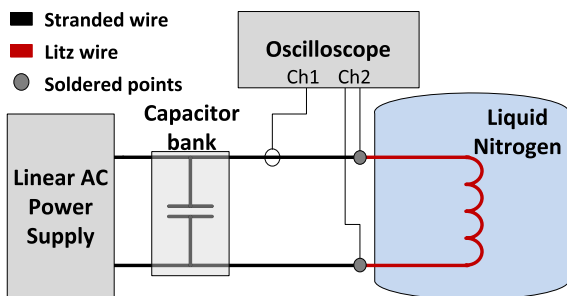 Stranded wire
Litz wire
Soldered points
Oscilloscope
Ch1 Ch2
Capacitor
bank
Linear AC
Power
Supply
Liquid
Nitrogen